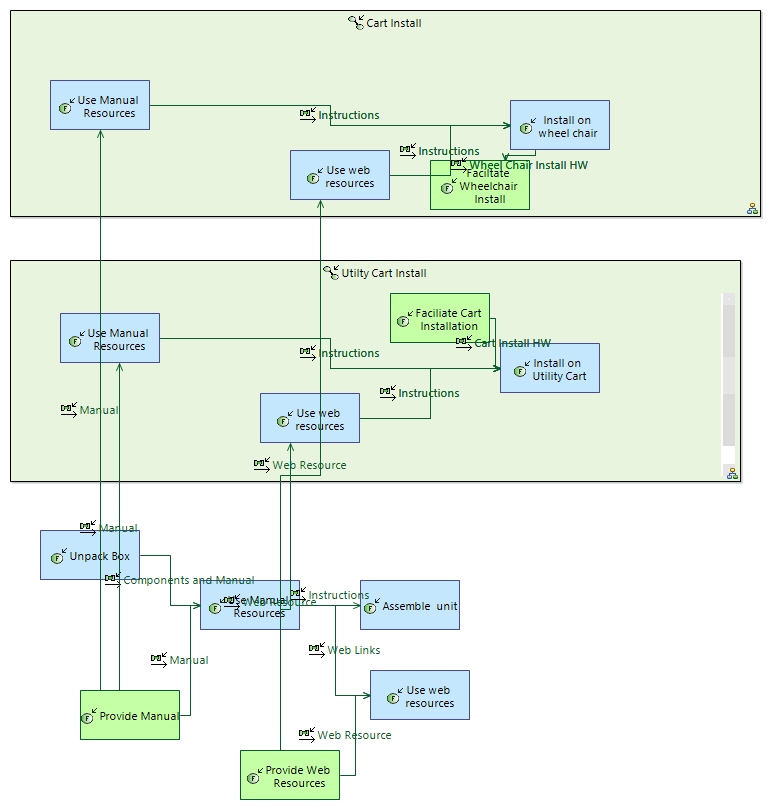 Cart Install
Use Manual
Resources
Instructions
Install on
wheel chair
Instructions
Use web
resources
Wheel Chair Install HW
Facilitate
Wheelchair
Install
Utilty Cart Install
Faciliate Cart
Installation
Use Manual
Resources
Instructions
Cart Install HW
Install on
Utility Cart
Instructions
Manual
Use web
resources
Web Resource
Manual
Unpack Box
Components and Manual
Instructions
Web Resource
Use Manual
Resources
Assemble unit
Web Links
Manual
Use web
resources
Provide Manual
Web Resource
Provide Web
Resources